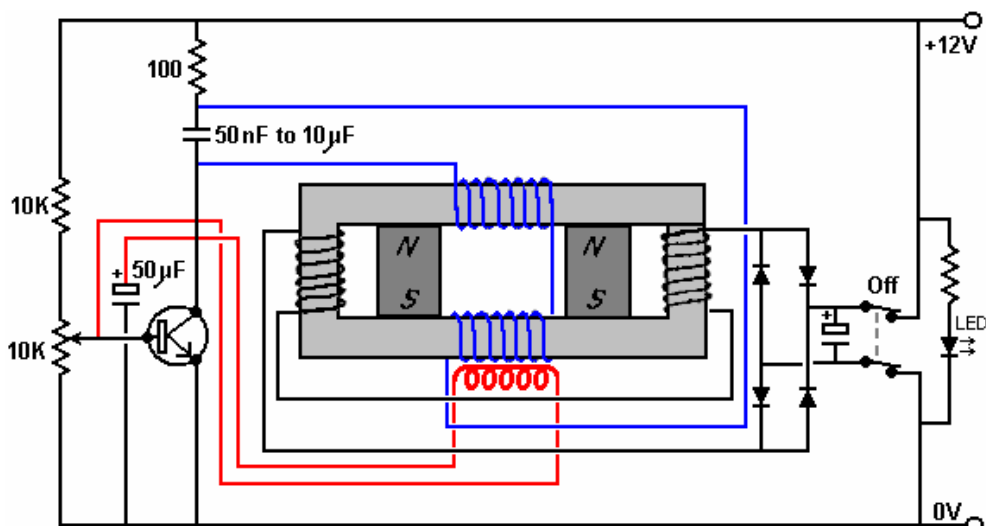 +12V
100
50nF to 10µF
10K
N
N
50µF
+
S
S
Off
+
LED
10K
0V